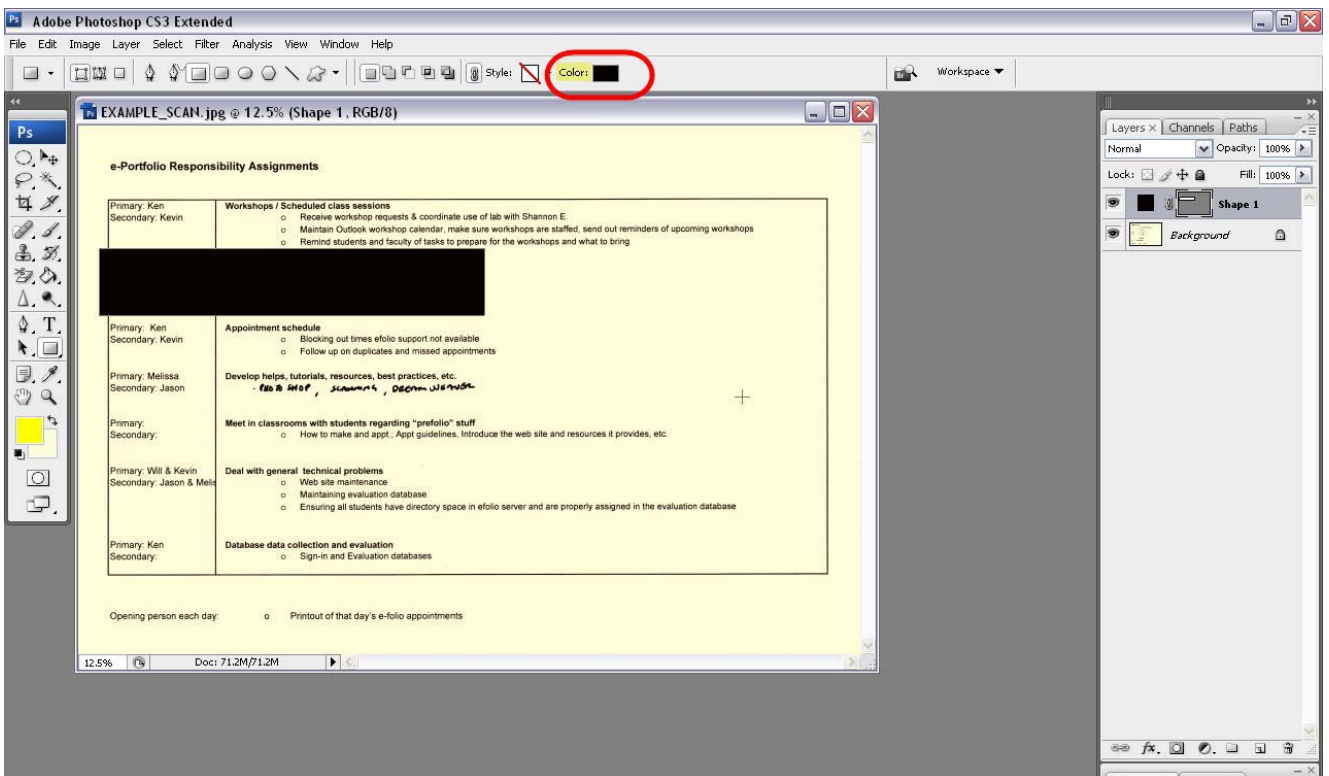 Ps Adobe Photoshop CS3 Extended
File Edit Image Layer Select Filter Analysis View Window Help
Style: Color: Workspace
EXAMPLE_SCAN.jpg @ 12.5% (Shape 1, RGB/8)
Ps
e-Portfolio Responsibility Assignments
Primary: Ken Workshops / Scheduled class sessions
Secondary: Kevin o Receive workshop requests & coordinate use of lab with Shannon E.
o Maintain Outlook workshop calendar, make sure workshops are staffed, send out reminders of upcoming workshops
o Remind students and faculty of tasks to prepare for the workshops and what to bring
Primary: Ken Appointment schedule
Secondary: Kevin o Blocking out times efolio support not available
o Follow up on duplicates and missed appointments
Primary: Melissa Develop helps, tutorials, resources, best practices, etc.
Secondary: Jason - PHOTO SHOP, SCANNING, DREAM WEAVER
Primary: Meet in classrooms with students regarding “prefolio” stuff
Secondary: o How to make and appt.; Appt guidelines, Introduce the web site and resources it provides, etc.
Primary: Will & Kevin Deal with general technical problems
Secondary: Jason & Melis o Web site maintenance
o Maintaining evaluation database
o Ensuring all students have directory space in efolio server and are properly assigned in the evaluation database
Primary: Ken Database data collection and evaluation
Secondary: o Sign-in and Evaluation databases
Opening person each day: o Printout of that day's e-folio appointments
12.5% Doc: 71.2M/71.2M
Layers x Channels Paths
Normal Opacity: 100%
Lock: Fill: 100%
Shape 1
Background